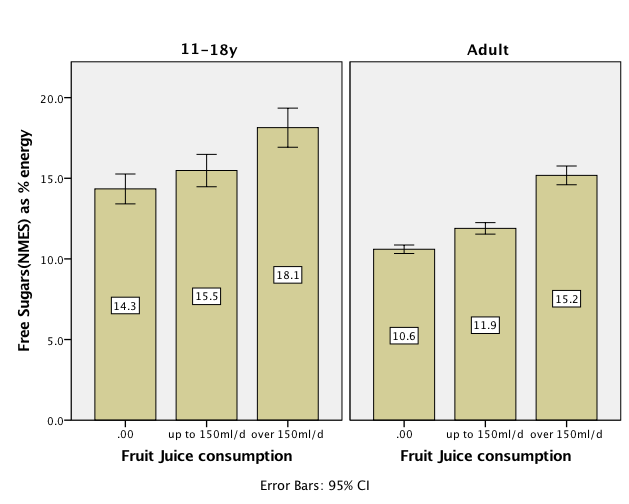 11-18y
Adult
Free Sugars(NMES) as % energy
20.0
15.0
10.0
5.0
0.0
14.3
15.5
18.1
10.6
11.9
15.2
.00
up to 150ml/d
over 150ml/d
.00
up to 150ml/d
over 150ml/d
Fruit Juice consumption
Fruit Juice consumption
Error Bars: 95% CI